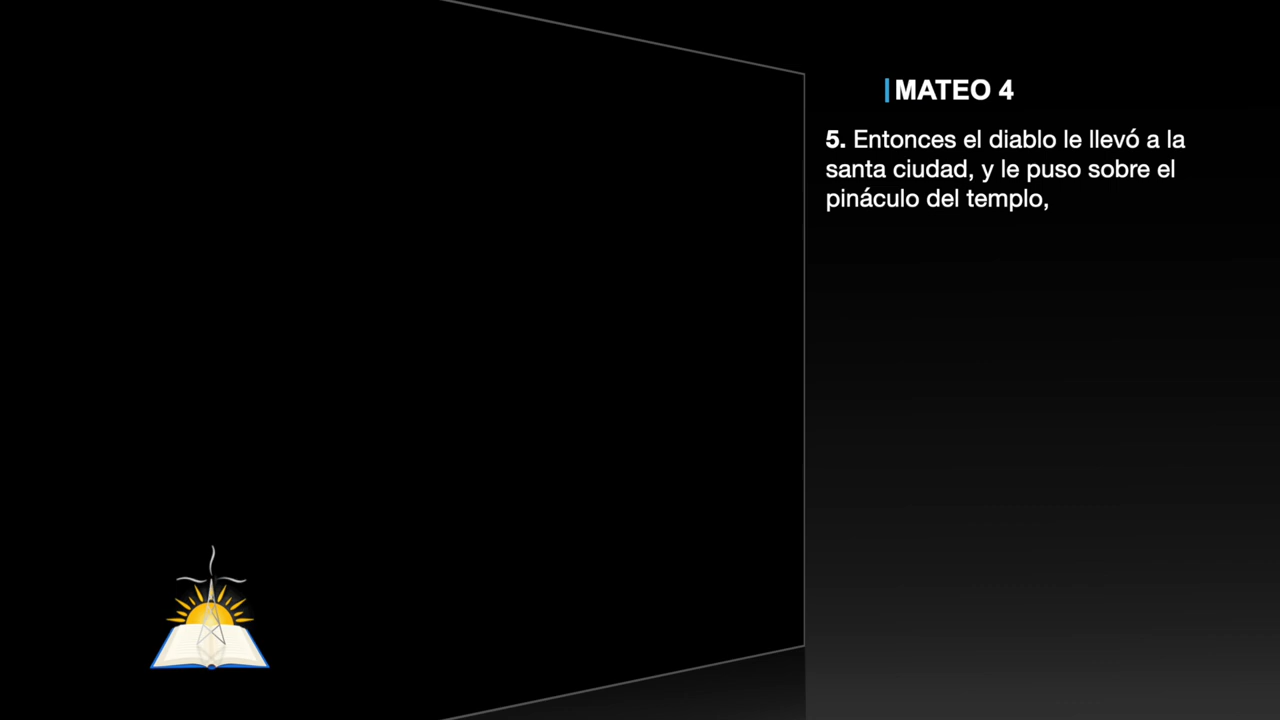 MATEO 4
5. Entonces el diablo le llevó a la
santa ciudad, y le puso sobre el
pináculo del templo,